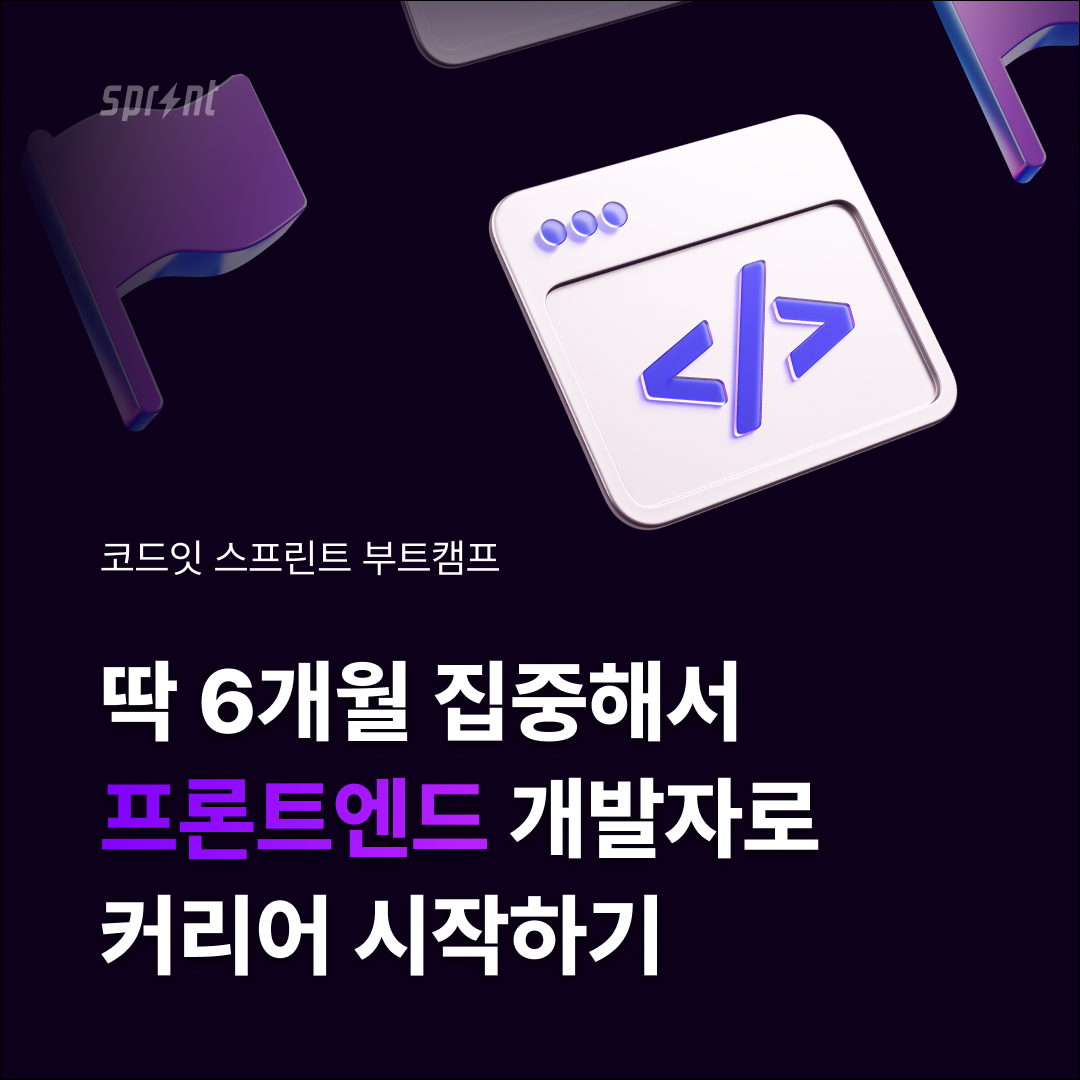 sprint
</>
코드잇 스프린트 부트캠프
딱 6개월 집중해서
프론트엔드 개발자로
커리어 시작하기